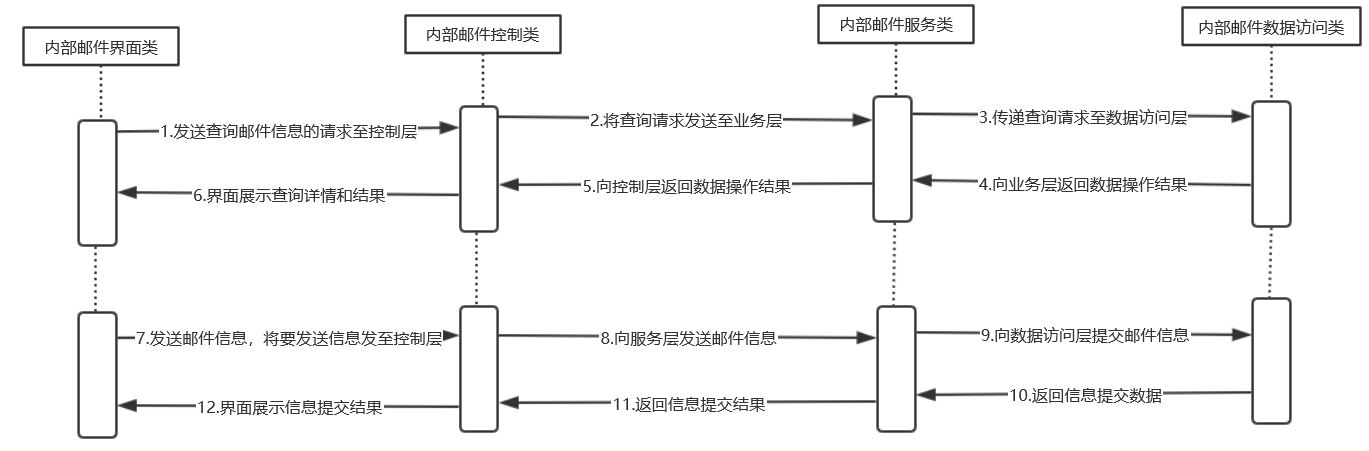 内部邮件界面类
内部邮件控制类
内部邮件服务类
内部邮件数据访问类
1.发送查询邮件信息的请求至控制层
2.将查询请求发送至业务层
3.传递查询请求至数据访问层
6.界面展示查询详情和结果
5.向控制层返回数据操作结果
4.向业务层返回数据操作结果
7.发送邮件信息，将要发送信息发至控制层
8.向服务层发送邮件信息
9.向数据访问层提交邮件信息
12.界面展示信息提交结果
11.返回信息提交结果
10.返回信息提交数据